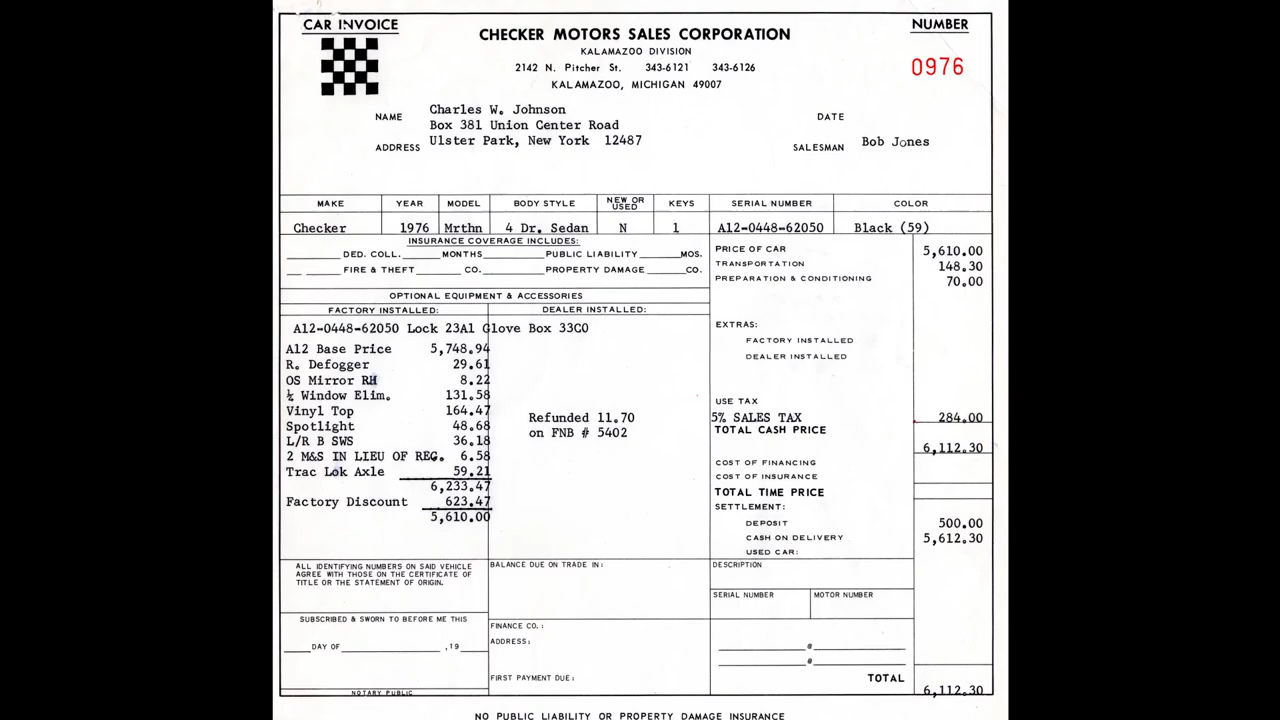 CAR INVOICE
CHECKER MOTORS SALES CORPORATION
NUMBER
KALAMAZOO DIVISION
2142 N. Pitcher St. 343-6121 343-6126
0976
KALAMAZOO, MICHIGAN 49007
NAME Charles W. Johnson
Box 381 Union Center Road
DATE
ADDRESS Ulster Park, New York 12487
SALESMAN Bob Jones
MAKE YEAR MODEL BODY STYLE NEW OR USED KEYS SERIAL NUMBER COLOR
Checker 1976 Mrthn 4 Dr. Sedan N 1 A12-0448-62050 Black (59)
INSURANCE COVERAGE INCLUDES:
DED. COLL. MONTHS PUBLIC LIABILITY MOS.
FIRE & THEFT CO. PROPERTY DAMAGE CO.
OPTIONAL EQUIPMENT & ACCESSORIES
FACTORY INSTALLED: DEALER INSTALLED:
A12-0448-62050 Lock 23A1 Glove Box 33C0
A12 Base Price 5,748.94
R. Defogger 29.61
OS Mirror RH 8.22
½ Window Elim. 131.58
Vinyl Top 164.47
Spotlight 48.68
L/R B SWS 36.18
2 M&S IN LIEU OF REG. 6.58
Trac Lok Axle 59.21
6,233.47
Factory Discount 623.47
5,610.00
Refunded 11.70
on FNB # 5402
PRICE OF CAR 5,610.00
TRANSPORTATION 148.30
PREPARATION & CONDITIONING 70.00
EXTRAS:
FACTORY INSTALLED
DEALER INSTALLED
USE TAX
5% SALES TAX 284.00
TOTAL CASH PRICE
6,112.30
COST OF FINANCING
COST OF INSURANCE
TOTAL TIME PRICE
SETTLEMENT:
DEPOSIT 500.00
CASH ON DELIVERY 5,612.30
USED CAR:
ALL IDENTIFYING NUMBERS ON SAID VEHICLE
AGREE WITH THOSE ON THE CERTIFICATE OF
TITLE OR THE STATEMENT OF ORIGIN.
BALANCE DUE ON TRADE IN:
DESCRIPTION
SERIAL NUMBER MOTOR NUMBER
SUBSCRIBED & SWORN TO BEFORE ME THIS
DAY OF ,19
NOTARY PUBLIC
FINANCE CO.:
ADDRESS:
FIRST PAYMENT DUE:
@
@
TOTAL
6,112.30
NO PUBLIC LIABILITY OR PROPERTY DAMAGE INSURANCE